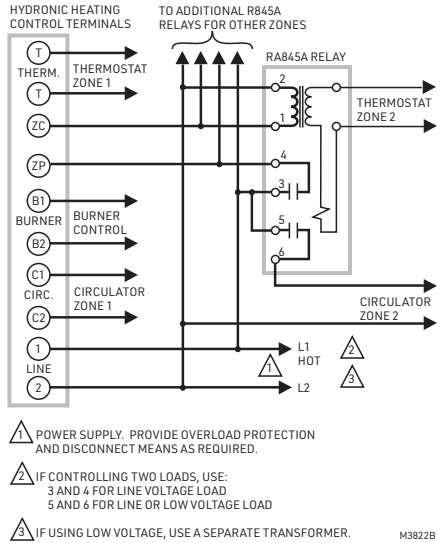 HYDRONIC HEATING
CONTROL TERMINALS
TO ADDITIONAL R845A
RELAYS FOR OTHER ZONES
RA845A RELAY
T
THERM.
T
THERMOSTAT
ZONE 1
ZC
ZP
B1
BURNER
B2
BURNER
CONTROL
C1
CIRC.
C2
CIRCULATOR
ZONE 1
1
LINE
2
2
1
4
3
5
6
THERMOSTAT
ZONE 2
CIRCULATOR
ZONE 2
L1
HOT
L2
1
2
3
1 POWER SUPPLY. PROVIDE OVERLOAD PROTECTION
AND DISCONNECT MEANS AS REQUIRED.
2 IF CONTROLLING TWO LOADS, USE:
3 AND 4 FOR LINE VOLTAGE LOAD
5 AND 6 FOR LINE OR LOW VOLTAGE LOAD
3 IF USING LOW VOLTAGE, USE A SEPARATE TRANSFORMER.
M3822B